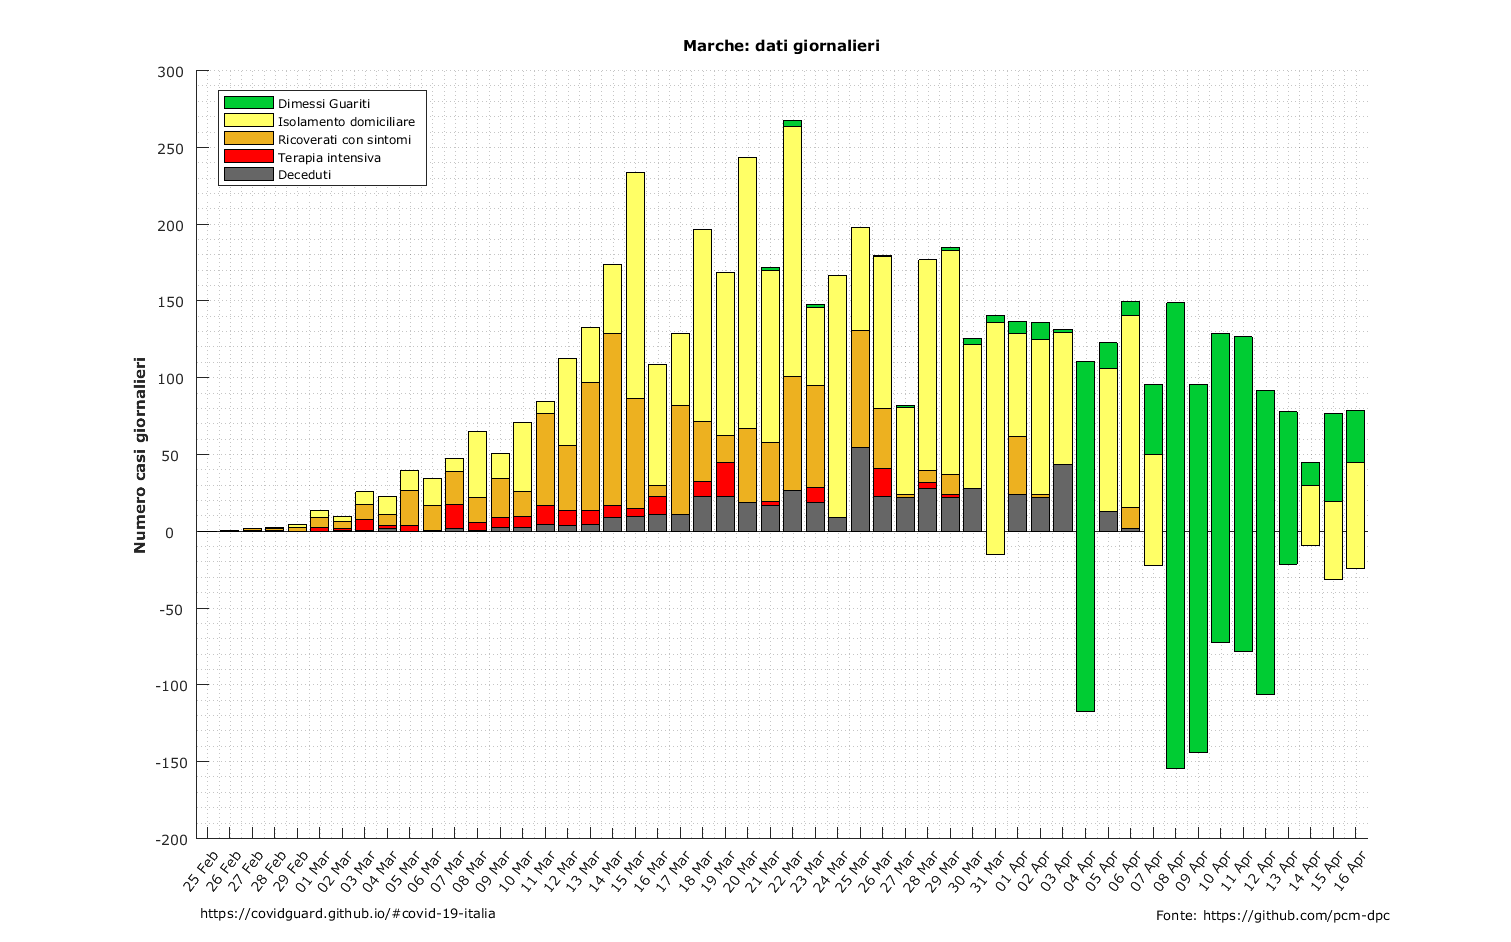 Marche: dati giornalieri
Numero casi giornalieri
300
250
200
150
100
50
0
-50
-100
-150
-200
Dimessi Guariti
Isolamento domiciliare
Ricoverati con sintomi
Terapia intensiva
Deceduti
25 Feb
26 Feb
27 Feb
28 Feb
29 Feb
01 Mar
02 Mar
03 Mar
04 Mar
05 Mar
06 Mar
07 Mar
08 Mar
09 Mar
10 Mar
11 Mar
12 Mar
13 Mar
14 Mar
15 Mar
16 Mar
17 Mar
18 Mar
19 Mar
20 Mar
21 Mar
22 Mar
23 Mar
24 Mar
25 Mar
26 Mar
27 Mar
28 Mar
29 Mar
30 Mar
31 Mar
01 Apr
02 Apr
03 Apr
04 Apr
05 Apr
06 Apr
07 Apr
08 Apr
09 Apr
10 Apr
11 Apr
12 Apr
13 Apr
14 Apr
15 Apr
16 Apr
https://covidguard.github.io/#covid-19-italia
Fonte: https://github.com/pcm-dpc